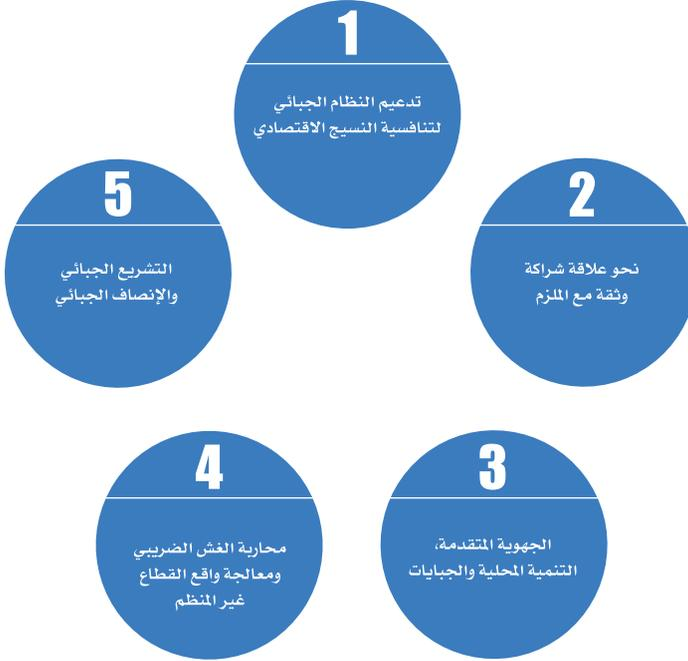 1
تدعيم النظام الجبائي
لتنافسية النسيج الاقتصادي
2
نحو علاقة شراكة
وثقة مع الملزم
3
الجهوية المتقدمة،
التنمية المحلية والجبايات
4
محاربة الغش الضريبي
ومعالجة واقع القطاع
غير المنظم
5
التشريع الجبائي
والإنصاف الجبائي